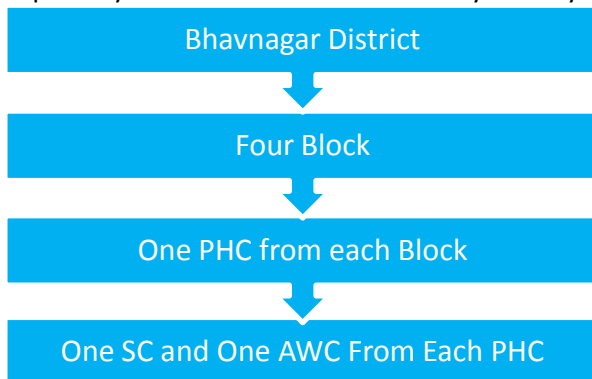 Bhavnagar District
Four Block
One PHC from each Block
One SC and One AWC From Each PHC